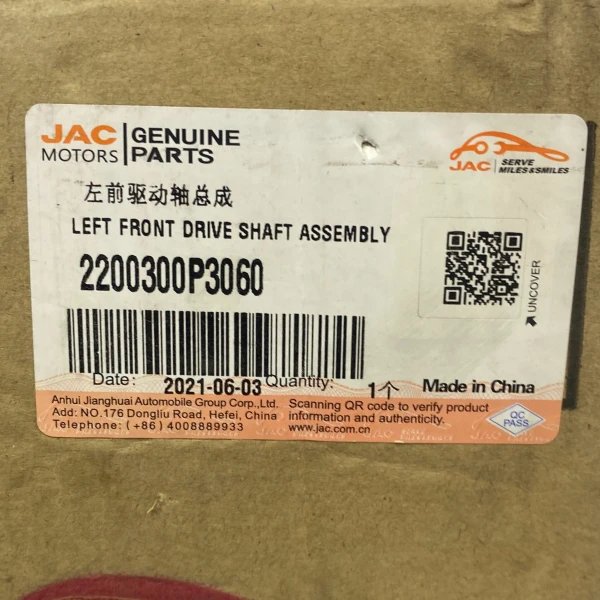 JAC MOTORS GENUINE PARTS
JAC SERVE MILES&SMILES
左前驱动轴总成
LEFT FRONT DRIVE SHAFT ASSEMBLY
2200300P3060
UNCOVER
Date: 2021-06-03 Quantity: 1个 Made in China
Anhui Jianghuai Automobile Group Corp.,Ltd.
Add: NO.176 Dongliu Road, Hefei, China
Telephone: (+86) 4008889933
Scanning QR code to verify product
information and authenticity.
www.jac.com.cn
QC
PASS